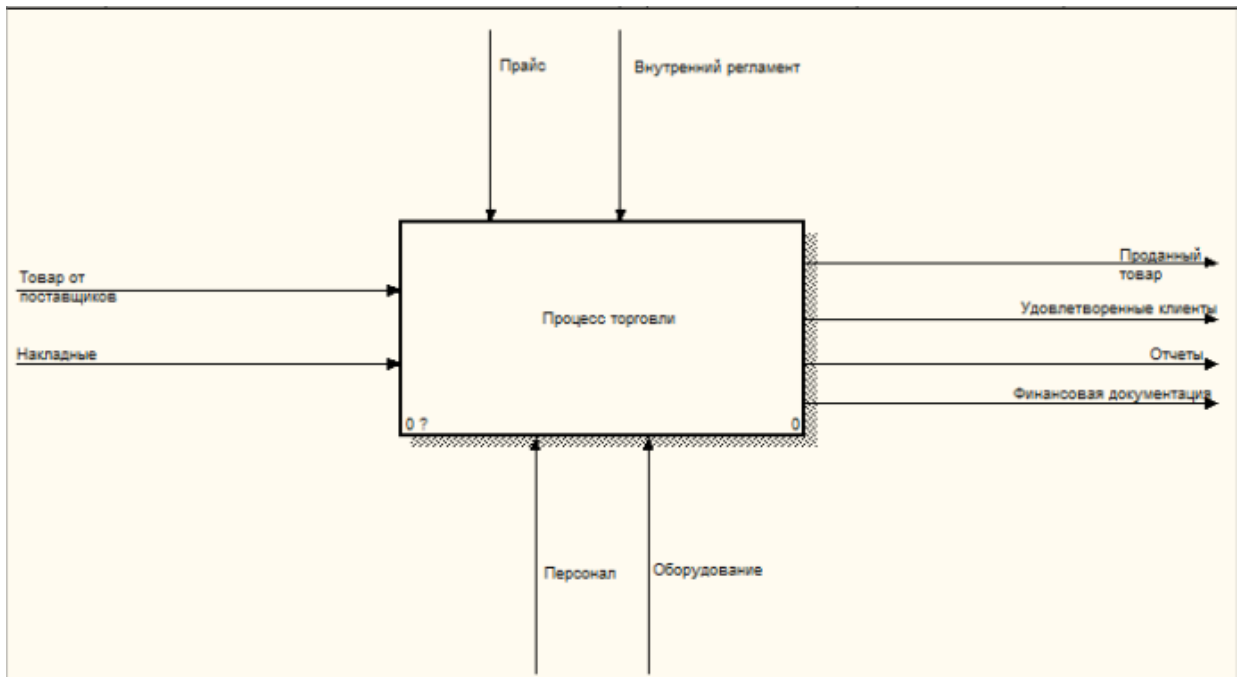 Прайс
Внутренний регламент
Товар от
поставщиков
Накладные
Процесс торговли
0 ?
0
Проданный
товар
Удовлетворенные клиенты
Отчеты
Финансовая документация
Персонал
Оборудование